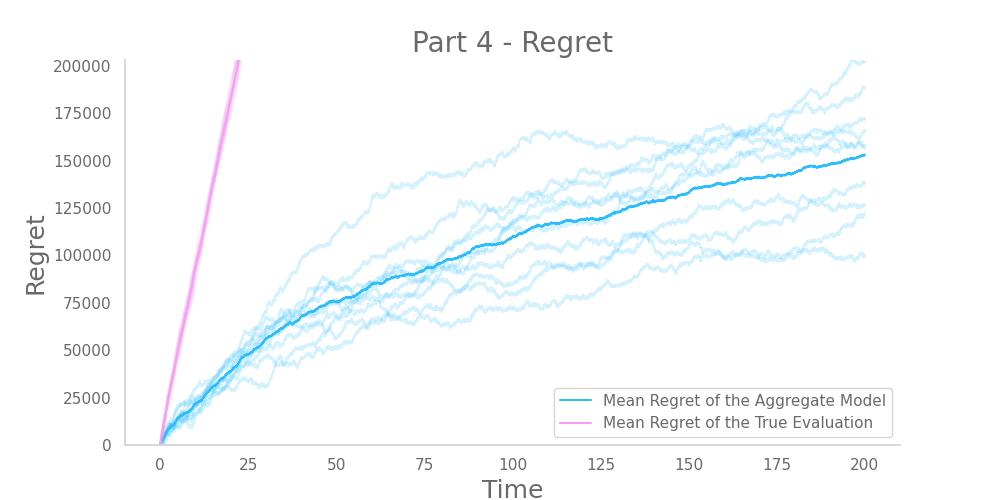 Part 4 - Regret
200000
175000
150000
125000
100000
75000
50000
25000
0
Regret
Mean Regret of the Aggregate Model
Mean Regret of the True Evaluation
0 25 50 75 100 125 150 175 200
Time